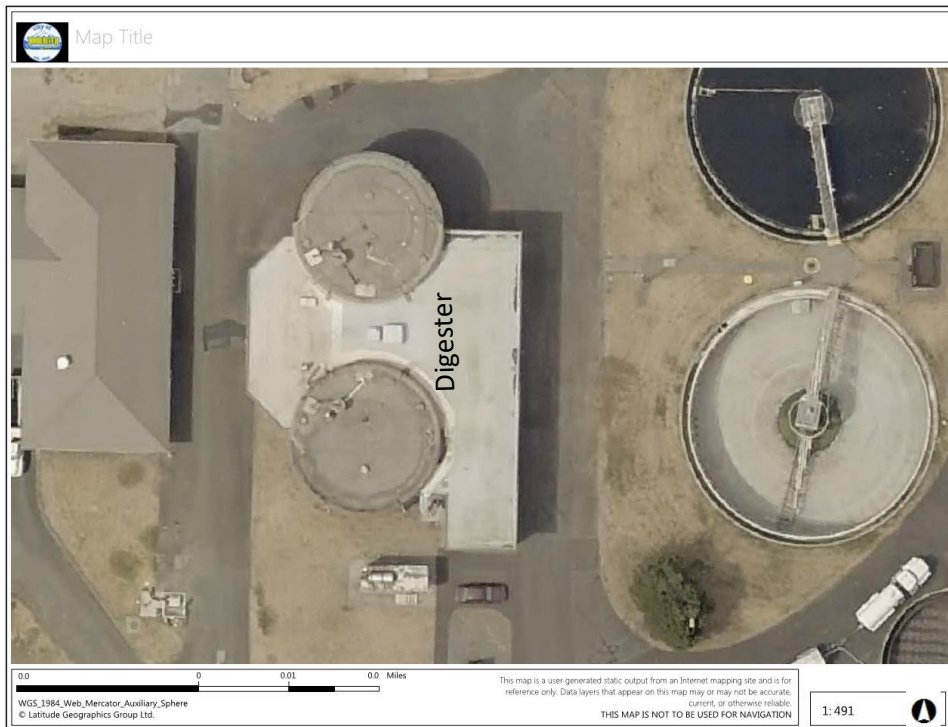 City of
Map Title
Digester
0.0 0 0.01 0.0 Miles
WGS_1984_Web_Mercator_Auxiliary_Sphere
© Latitude Geographics Group Ltd.
This map is a user generated static output from an Internet mapping site and is for
reference only. Data layers that appear on this map may or may not be accurate,
current, or otherwise reliable.
THIS MAP IS NOT TO BE USED FOR NAVIGATION
1: 491